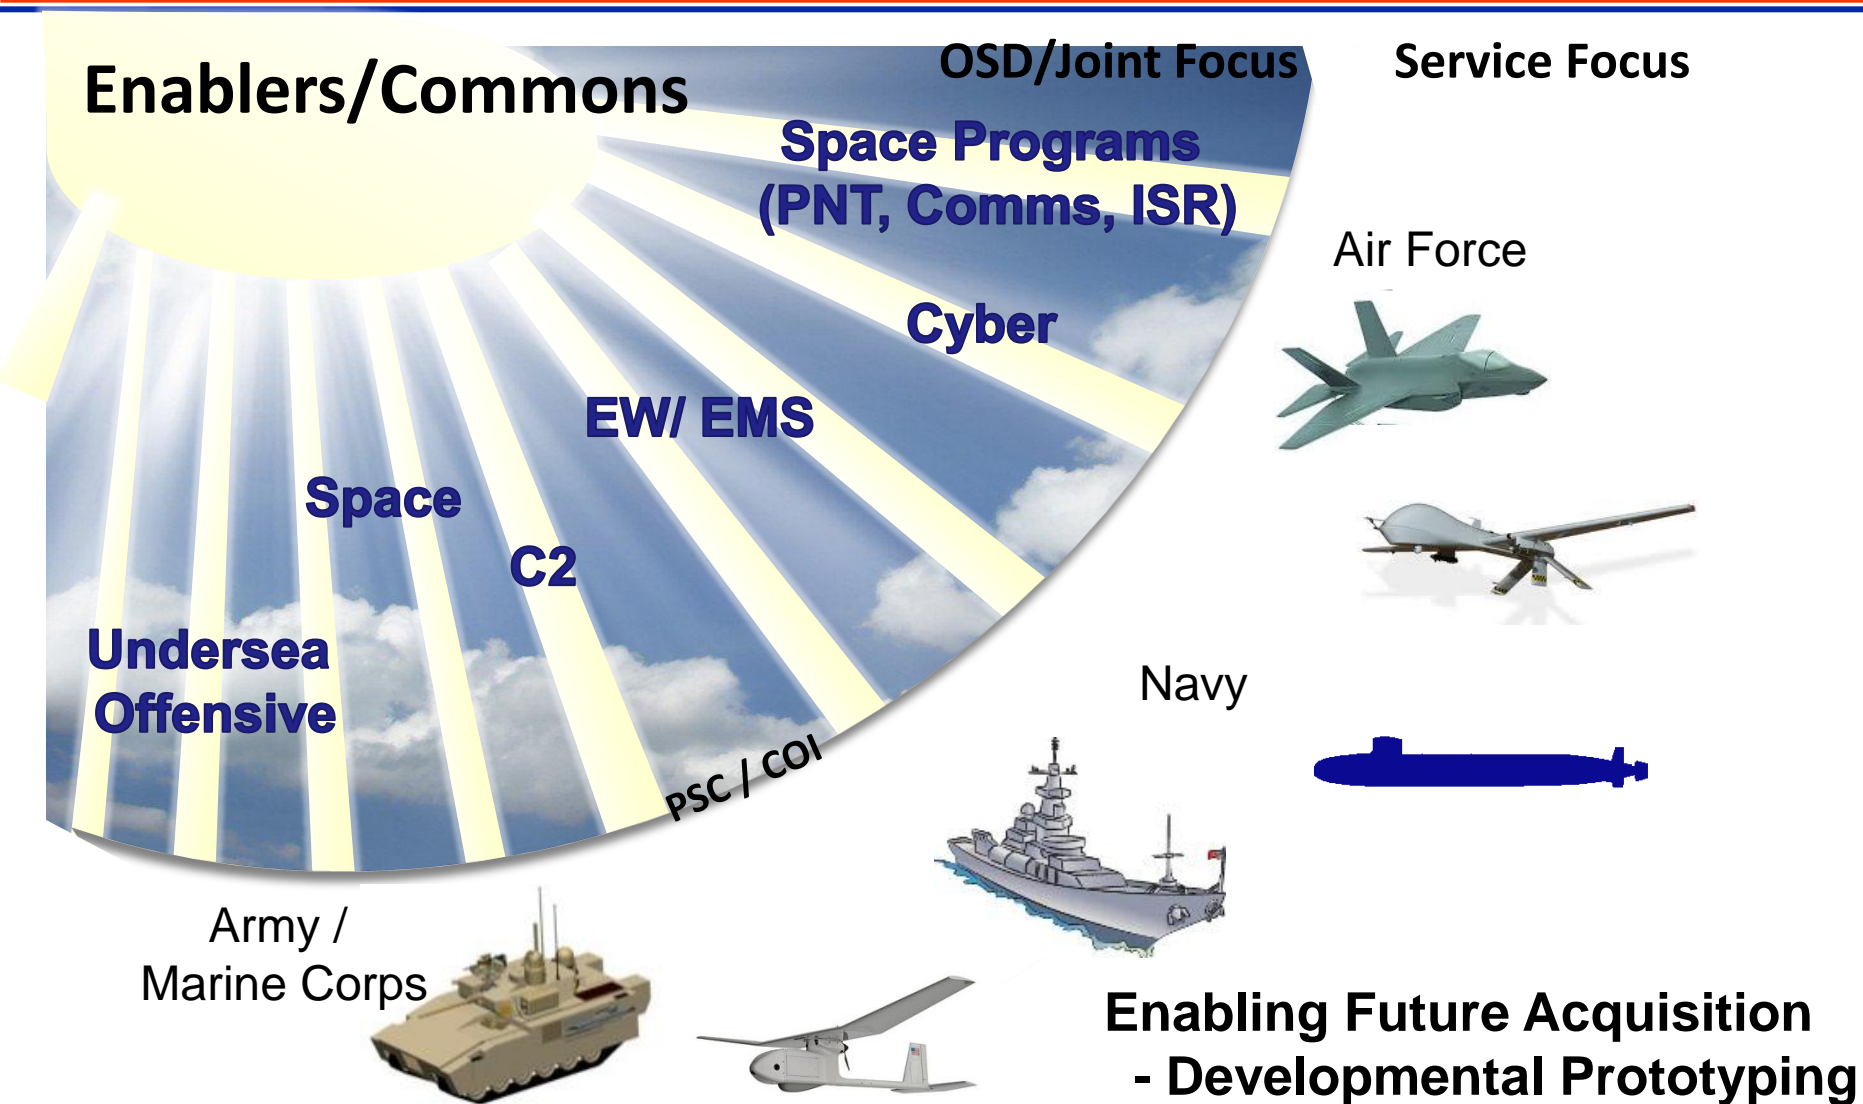 Enablers/Commons
OSD/Joint Focus
Service Focus
Space Programs
(PNT, Comms, ISR)
Air Force
Cyber
EW/ EMS
Space
C2
Undersea
Offensive
Navy
PSC / COI
Army /
Marine Corps
Enabling Future Acquisition
- Developmental Prototyping